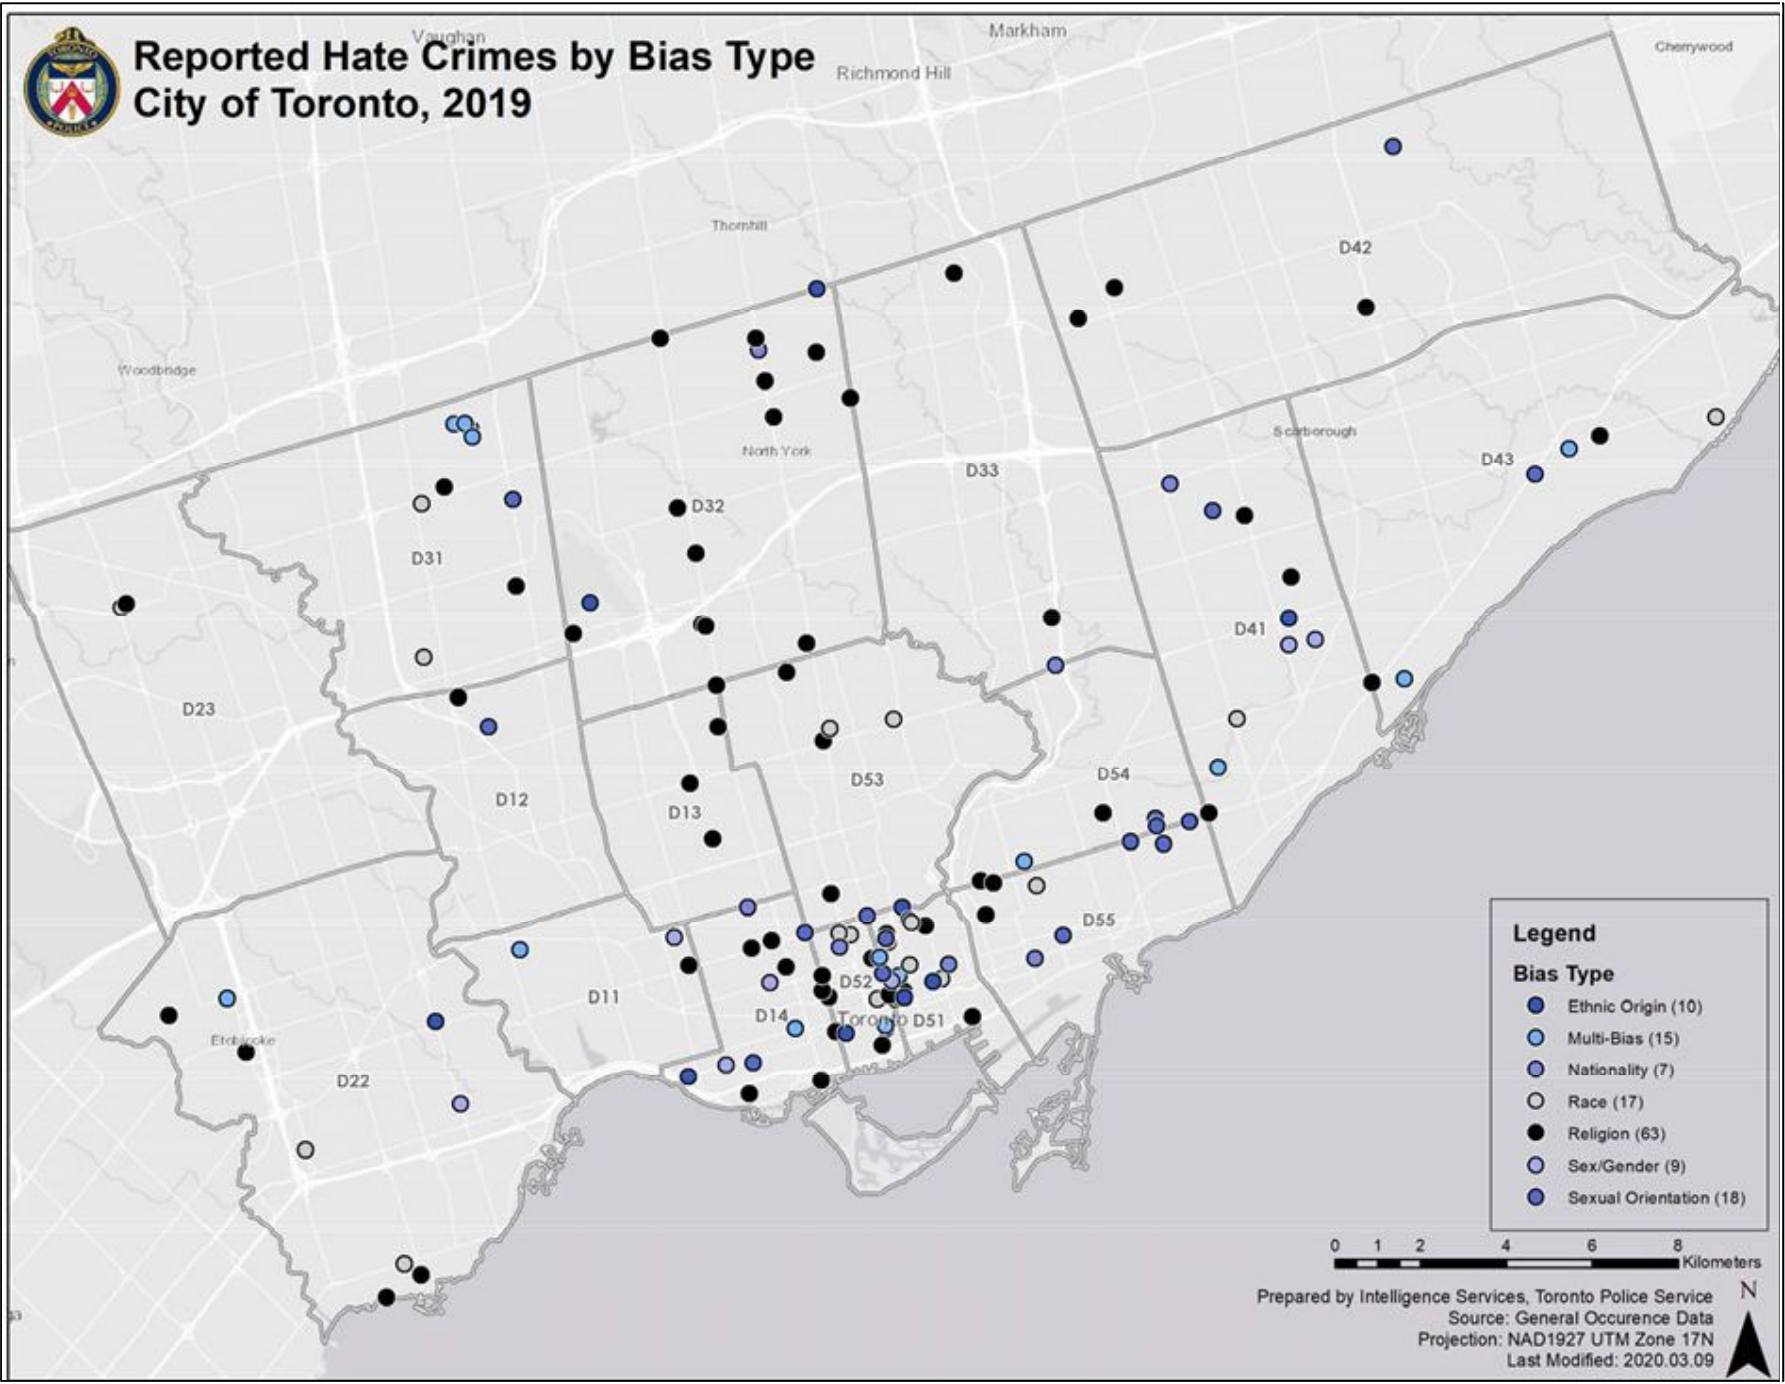 Reported Hate Crimes by Bias Type
City of Toronto, 2019
TORONTO
POLICE
Vaughan
Markham
Richmond Hill
Cherrywood
Thornhill
D42
Woodbridge
Scarborough
North York
D43
D33
D32
D31
D41
D23
D54
D53
D12
D13
D55
D52
D11
D14
Toronto
D51
Etobicoke
D22
Legend
Bias Type
Ethnic Origin (10)
Multi-Bias (15)
Nationality (7)
Race (17)
Religion (63)
Sex/Gender (9)
Sexual Orientation (18)
0 1 2 4 6 8
Kilometers
N
Prepared by Intelligence Services, Toronto Police Service
Source: General Occurence Data
Projection: NAD1927 UTM Zone 17N
Last Modified: 2020.03.09